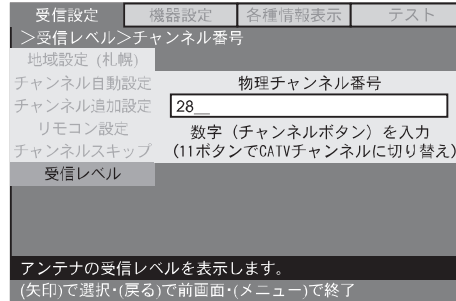 受信設定 機器設定 各種情報表示 テスト
>受信レベル>チャンネル番号
地域設定 (札幌)
チャンネル自動設定
チャンネル追加設定
リモコン設定
チャンネルスキップ
受信レベル
物理チャンネル番号
28__
数字 (チャンネルボタン) を入力
(11ボタンでCATVチャンネルに切り替え)
アンテナの受信レベルを表示します。
(矢印)で選択・(戻る)で前画面・(メニュー)で終了